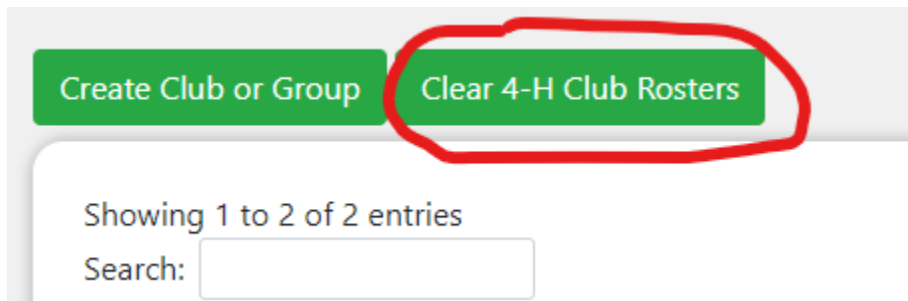 Create Club or Group Clear 4-H Club Rosters
Showing 1 to 2 of 2 entries
Search: